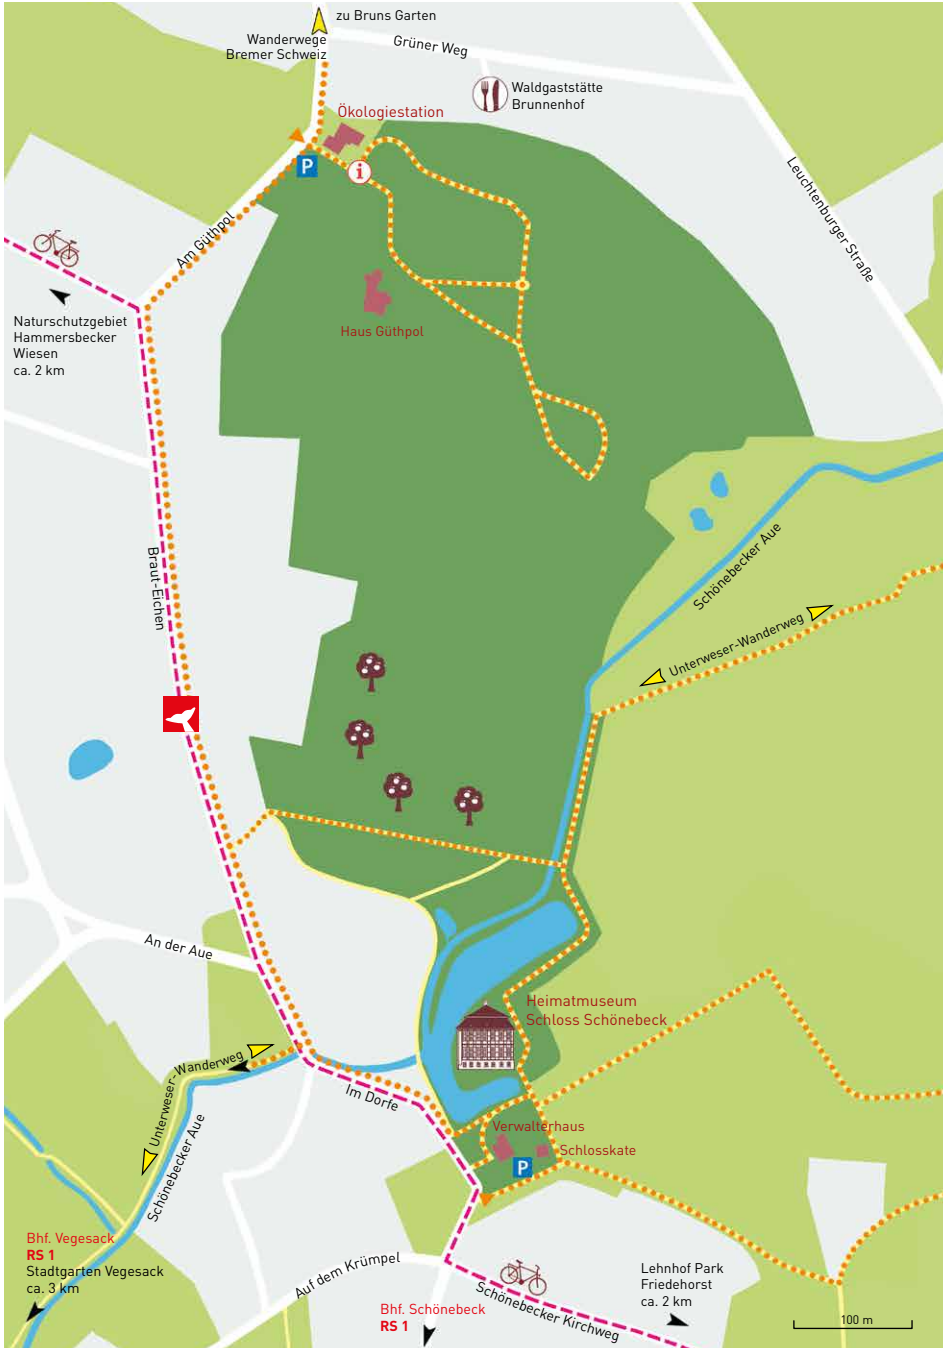 zu Bruns Garten
Wanderwege
Bremer Schweiz
Grüner Weg
Waldgaststätte
Brunnenhof
Ökologiestation
P
i
Leuchtenburger Straße
Am Güthpol
Naturschutzgebiet
Hammersbecker
Wiesen
ca. 2 km
Haus Güthpol
Braut-Eichen
Schönebecker Aue
Unterweser-Wanderweg
An der Aue
Heimatmuseum
Schloss Schönebeck
Unterweser-Wanderweg
Im Dorfe
Schönebecker Aue
Verwalterhaus
Schlosskate
P
Bhf. Vegesack
RS 1
Stadtgarten Vegesack
ca. 3 km
Auf dem Krümpel
Bhf. Schönebeck
RS 1
Schönebecker Kirchweg
Lehnhof Park
Friedehorst
ca. 2 km
100 m